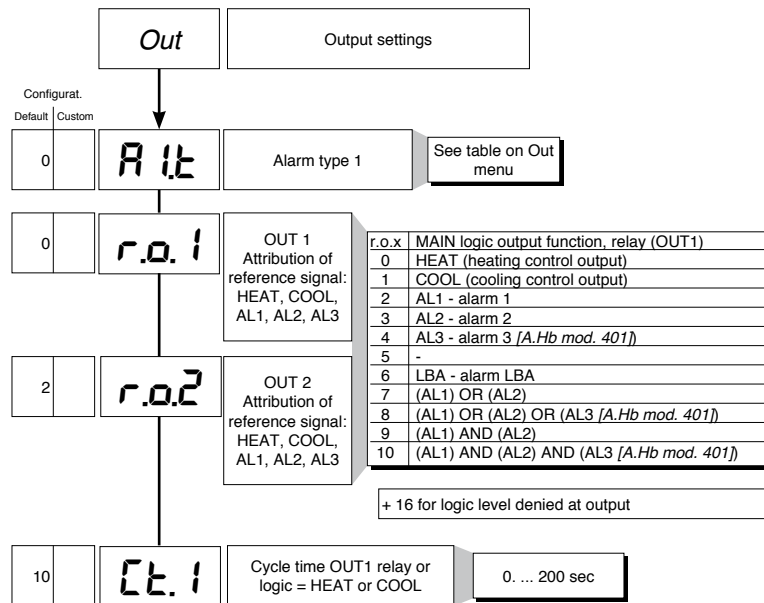 Out
Output settings
Configurat.
Default Custom
0
A1.t
Alarm type 1
See table on Out
menu
0
r.o.1
OUT 1
Attribution of
reference signal:
HEAT, COOL,
AL1, AL2, AL3
r.o.x MAIN logic output function, relay (OUT1)
0 HEAT (heating control output)
1 COOL (cooling control output)
2 AL1 - alarm 1
3 AL2 - alarm 2
4 AL3 - alarm 3 [A.Hb mod. 401])
5 -
6 LBA - alarm LBA
7 (AL1) OR (AL2)
8 (AL1) OR (AL2) OR (AL3 [A.Hb mod. 401])
9 (AL1) AND (AL2)
10 (AL1) AND (AL2) AND (AL3 [A.Hb mod. 401])
2
r.o.2
OUT 2
Attribution of
reference signal:
HEAT, COOL,
AL1, AL2, AL3
+ 16 for logic level denied at output
10
Ct.1
Cycle time OUT1 relay or
logic = HEAT or COOL
0. ... 200 sec